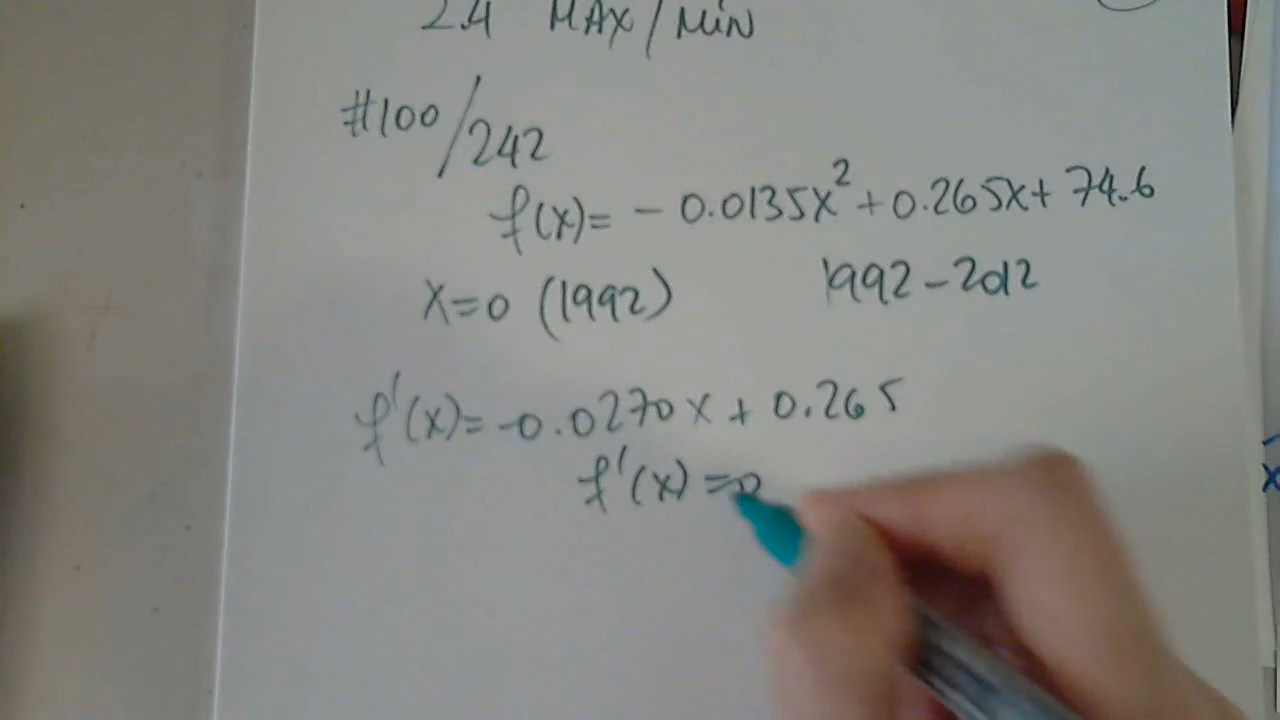 2.4 MAX/MIN
#100/242
f(x)= -0.0135x²+0.265x+74.6
x=0 (1992) 1992-2012
f'(x)= -0.0270x+0.265
f'(x)=0
x